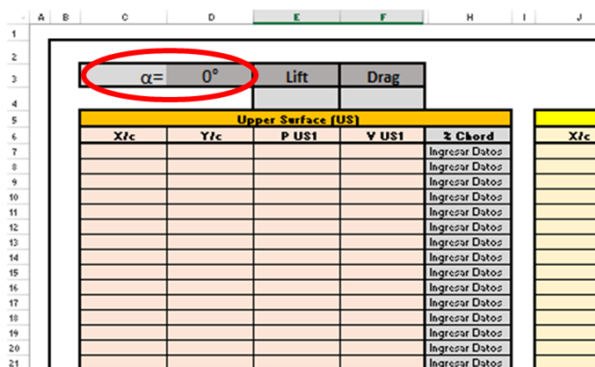 A B C D E F H I J
1
2
3 α= 0° Lift Drag
4
5 Upper Surface (US)
6 X/c Y/c P US1 V US1 % Chord X/c
7 Ingresar Datos
8 Ingresar Datos
9 Ingresar Datos
10 Ingresar Datos
11 Ingresar Datos
12 Ingresar Datos
13 Ingresar Datos
14 Ingresar Datos
15 Ingresar Datos
16 Ingresar Datos
17 Ingresar Datos
18 Ingresar Datos
19 Ingresar Datos
20 Ingresar Datos
21 Ingresar Datos